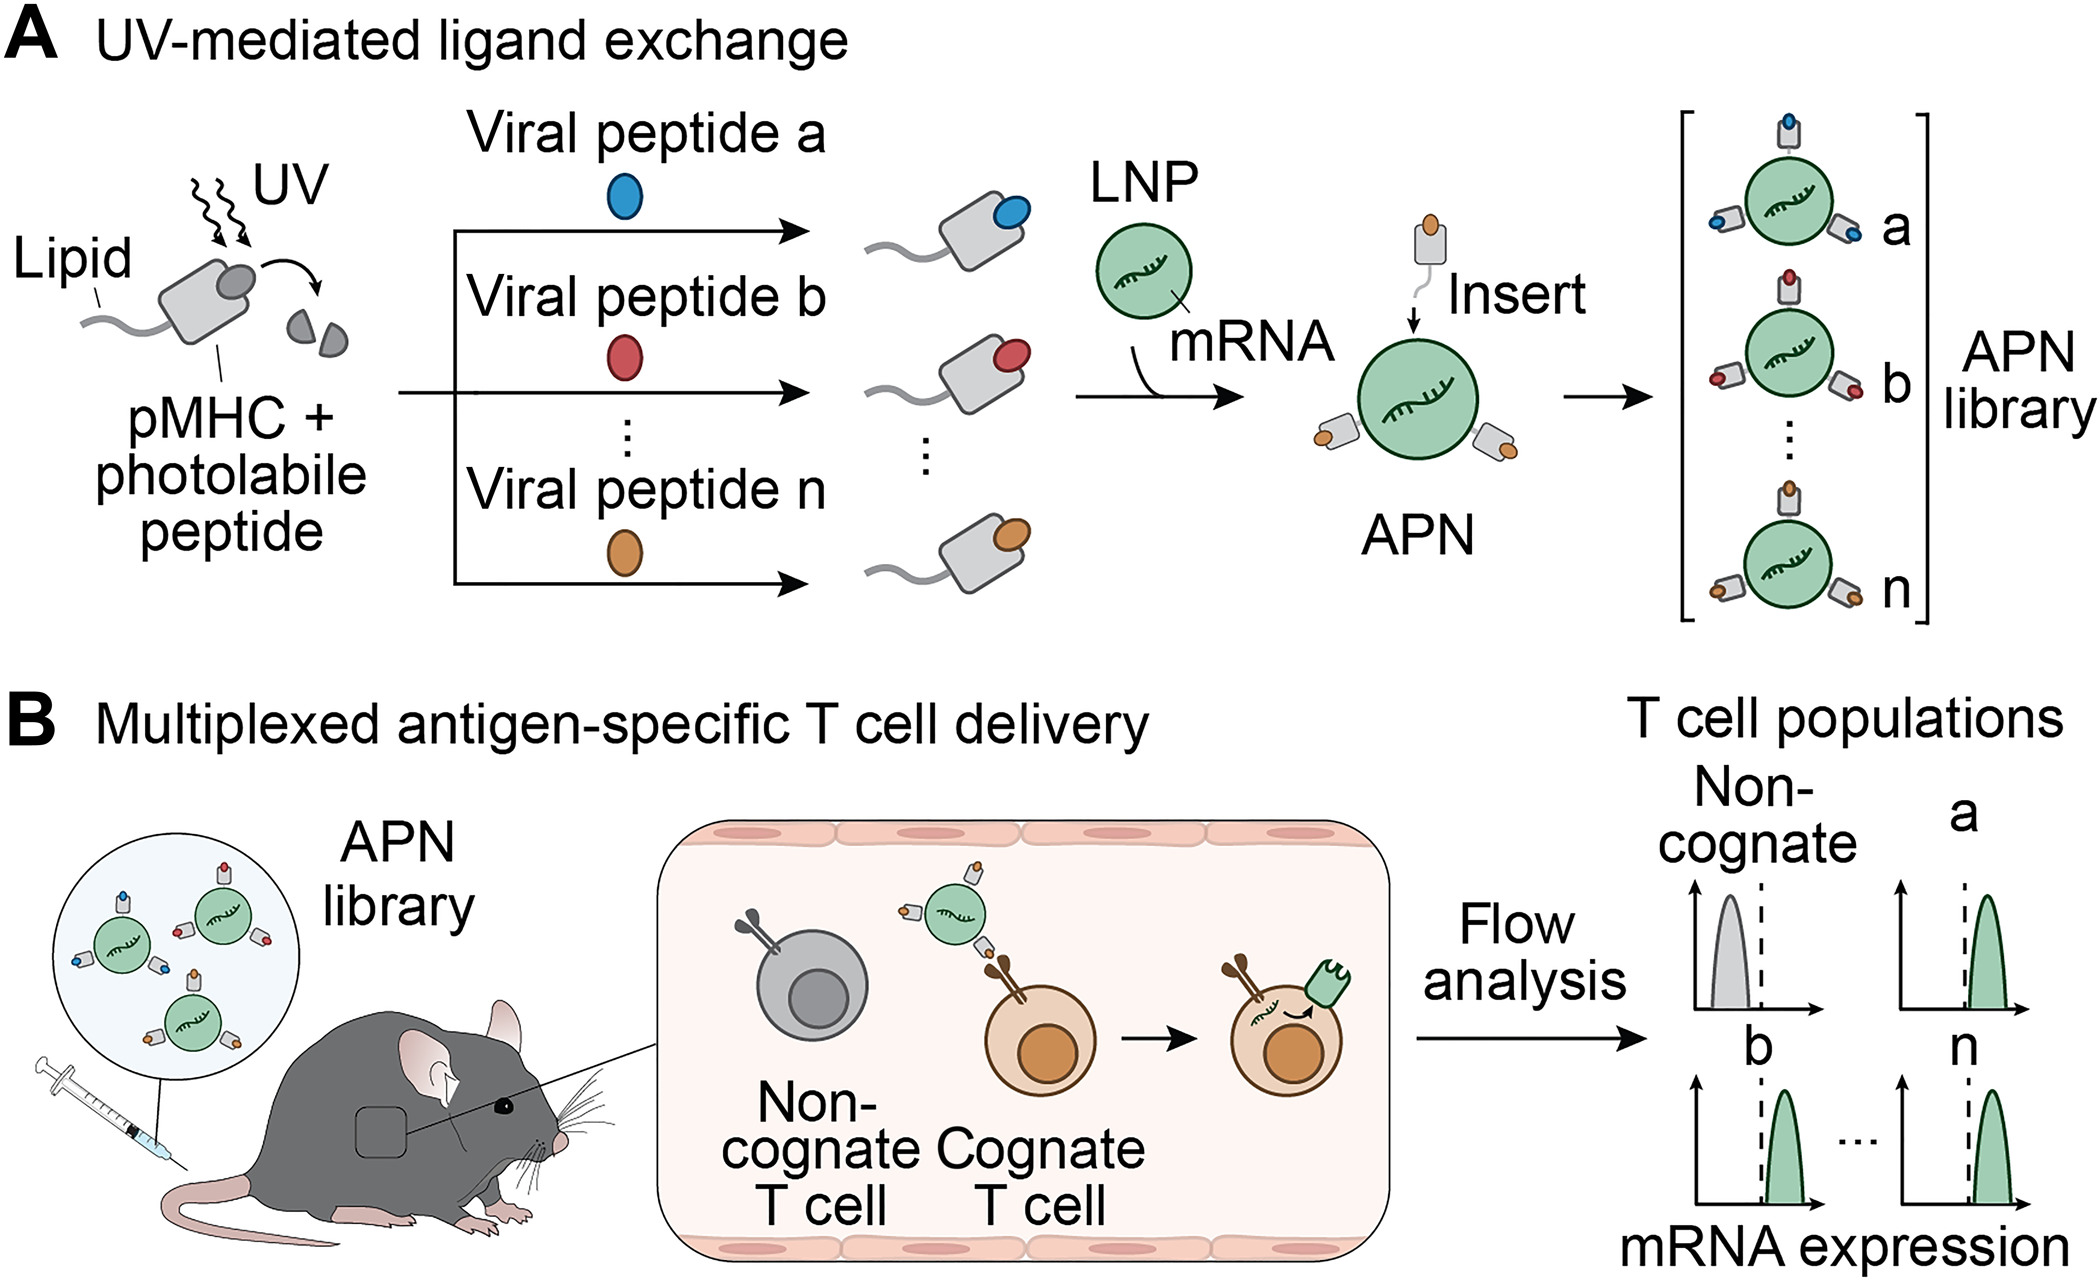 A UV-mediated ligand exchange
UV
Lipid
pMHC +
photolabile
peptide
Viral peptide a
Viral peptide b
⋮
Viral peptide n
⋮
LNP
mRNA
Insert
APN
a
b
⋮
n
APN
library
B Multiplexed antigen-specific T cell delivery
APN
library
Non-
cognate
T cell
Cognate
T cell
Flow
analysis
T cell populations
Non-
cognate
a
b
n
...
mRNA expression